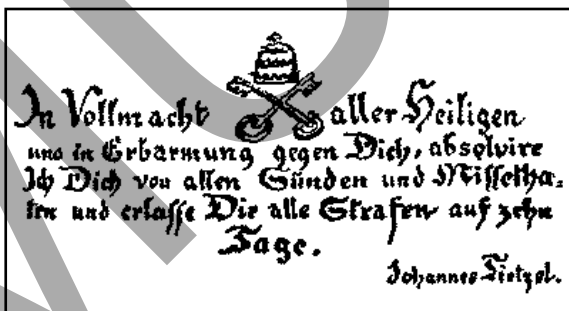 In Vollmacht aller Heiligen
und in Erbarmung gegen Dich, absolvire
Ich Dich von allen Sünden und Missetha-
ten und erlasse Dir alle Strafen auf zehn
Tage.
Johannes Tietzel.